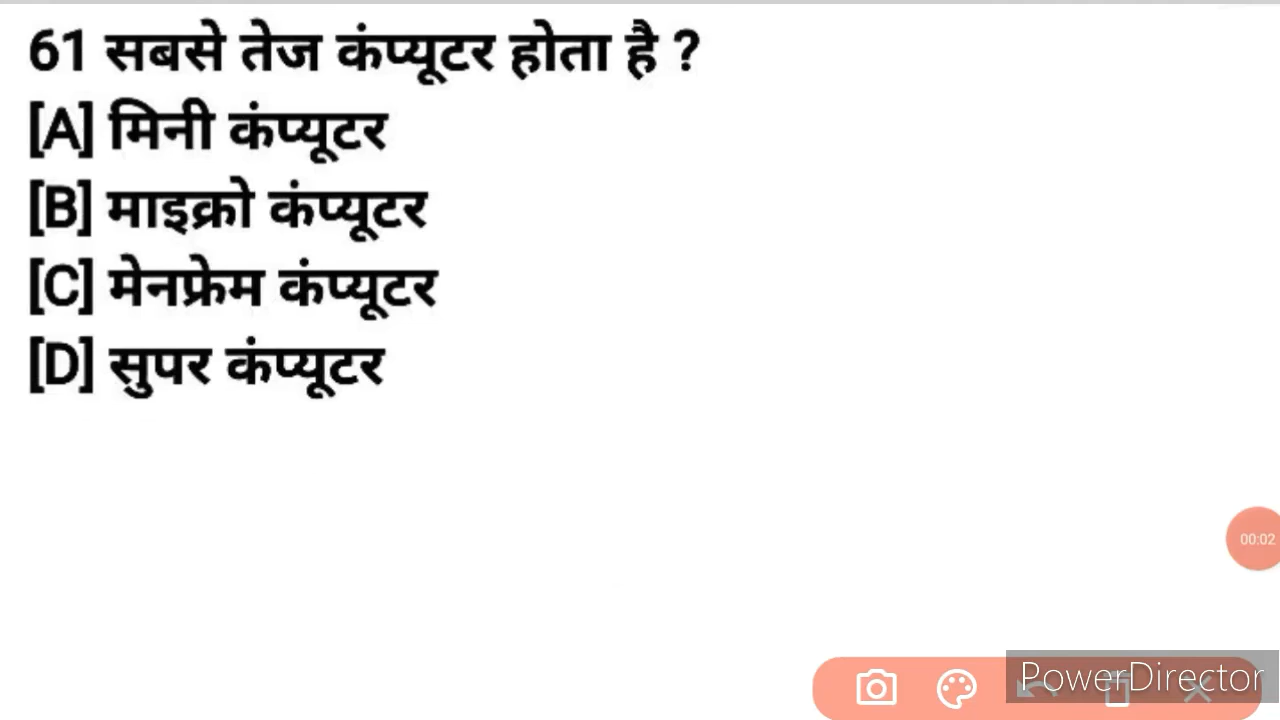 61 सबसे तेज कंप्यूटर होता है ?
[A] मिनी कंप्यूटर
[B] माइक्रो कंप्यूटर
[C] मेनफ्रेम कंप्यूटर
[D] सुपर कंप्यूटर
00:02
PowerDirector